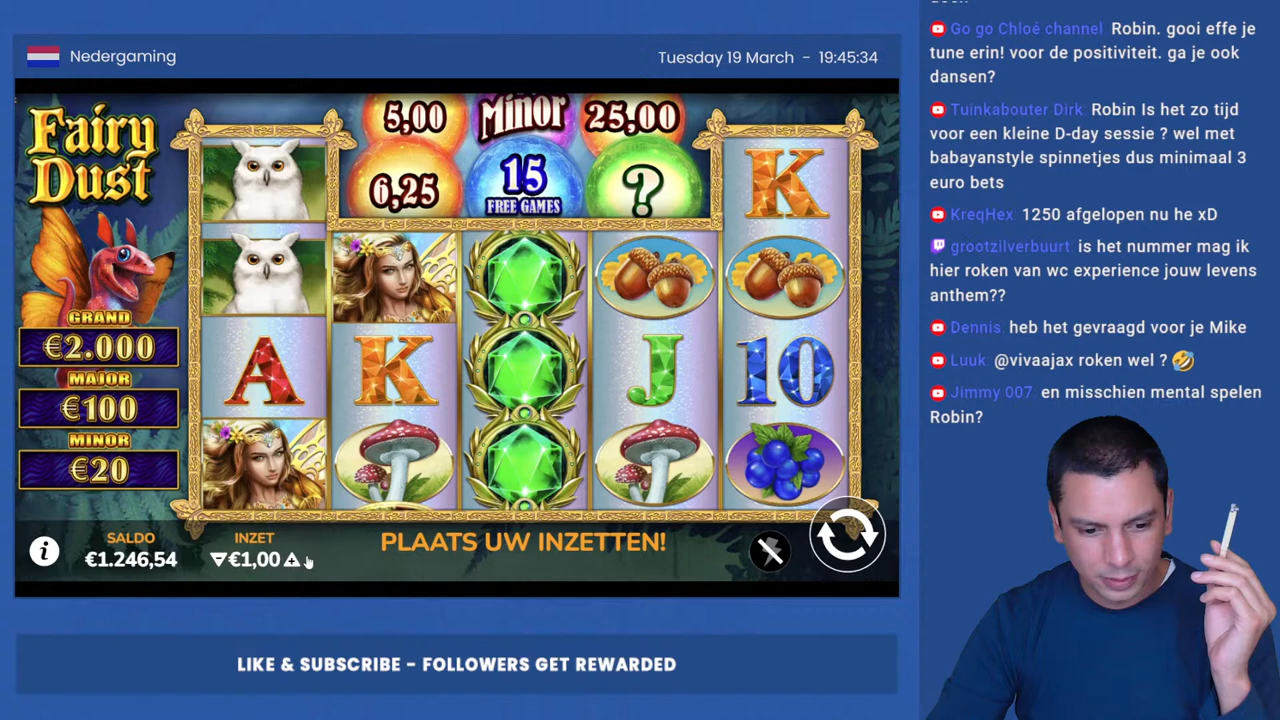 Nedergaming
Tuesday 19 March - 19:45:34
Fairy
Dust
5,00
Minor
25,00
6,25
15
FREE GAMES
?
K
A
K
J
10
GRAND
€2.000
MAJOR
€100
MINOR
€20
i
SALDO
€1.246,54
INZET
€1,00
PLAATS UW INZETTEN!
LIKE & SUBSCRIBE - FOLLOWERS GET REWARDED
Go go Chloé channel Robin. gooi effe je
tune erin! voor de positiviteit. ga je ook
dansen?
Tuinkabouter Dirk: Robin Is het zo tijd
voor een kleine D-day sessie ? wel met
babayanstyle spinnetjes dus minimaal 3
euro bets
KreqHex: 1250 afgelopen nu he xD
grootzilverbuurt: is het nummer mag ik
hier roken van wc experience jouw levens
anthem??
Dennis: heb het gevraagd voor je Mike
Luuk: @vivaajax roken wel ? 🤣
Jimmy 007: en misschien mental spelen
Robin?